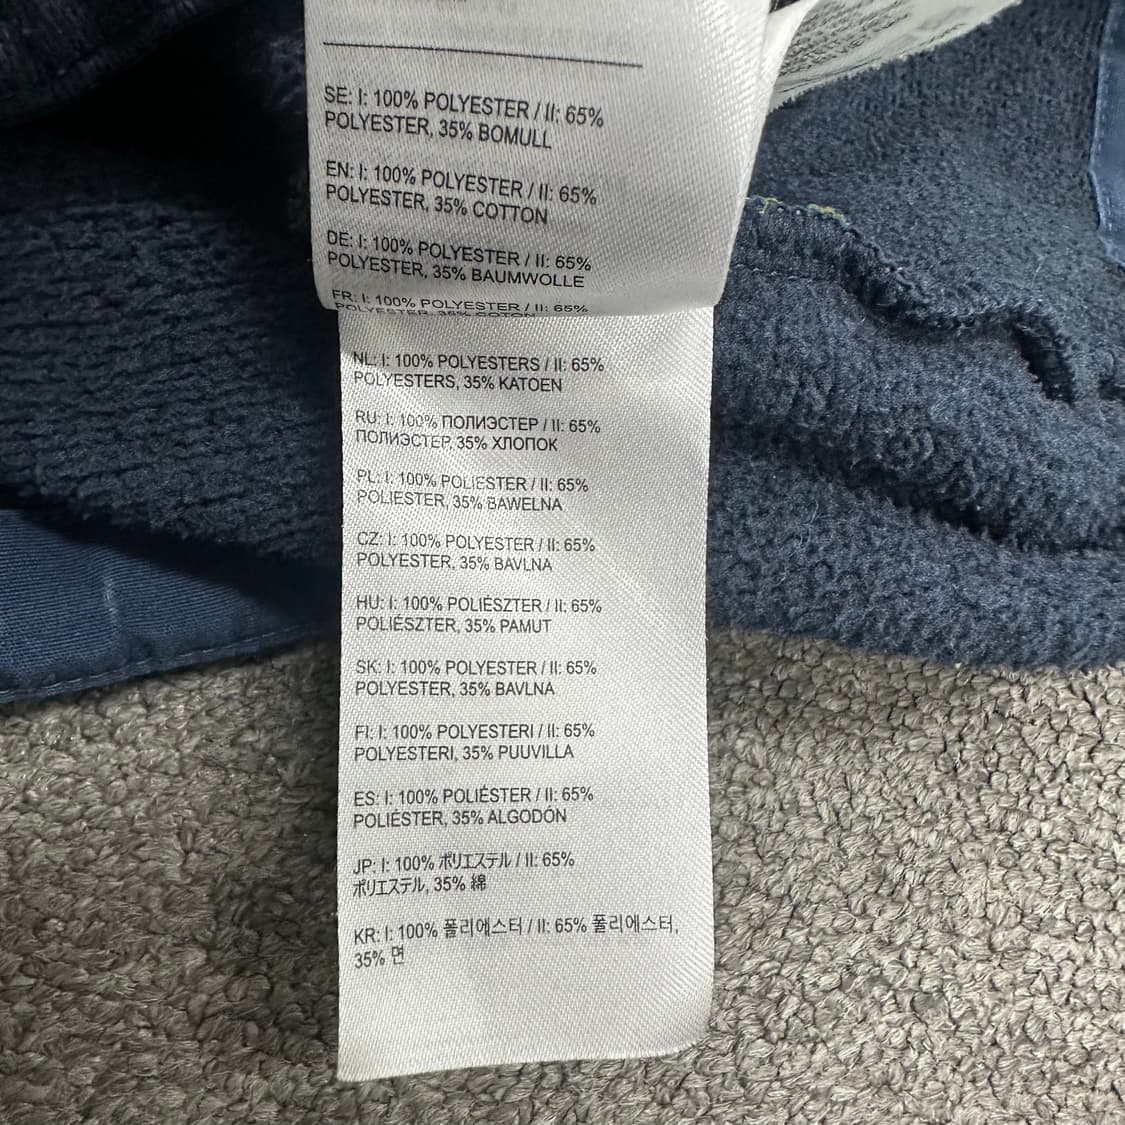 SE: I: 100% POLYESTER / II: 65%
POLYESTER, 35% BOMULL
EN: I: 100% POLYESTER / II: 65%
POLYESTER, 35% COTTON
DE: I: 100% POLYESTER / II: 65%
POLYESTER, 35% BAUMWOLLE
FR: I: 100% POLYESTER / II: 65%
POLYESTER, 35% COTON
NL: I: 100% POLYESTERS / II: 65%
POLYESTERS, 35% KATOEN
RU: I: 100% ПОЛИЭСТЕР / II: 65%
ПОЛИЭСТЕР, 35% ХЛОПОК
PL: I: 100% POLIESTER / II: 65%
POLIESTER, 35% BAWELNA
CZ: I: 100% POLYESTER / II: 65%
POLYESTER, 35% BAVLNA
HU: I: 100% POLIÉSZTER / II: 65%
POLIÉSZTER, 35% PAMUT
SK: I: 100% POLYESTER / II: 65%
POLYESTER, 35% BAVLNA
FI: I: 100% POLYESTERI / II: 65%
POLYESTERI, 35% PUUVILLA
ES: I: 100% POLIÉSTER / II: 65%
POLIÉSTER, 35% ALGODÓN
JP: I: 100% ポリエステル / II: 65%
ポリエステル, 35% 綿
KR: I: 100% 폴리에스터 / II: 65% 폴리에스터,
35% 면